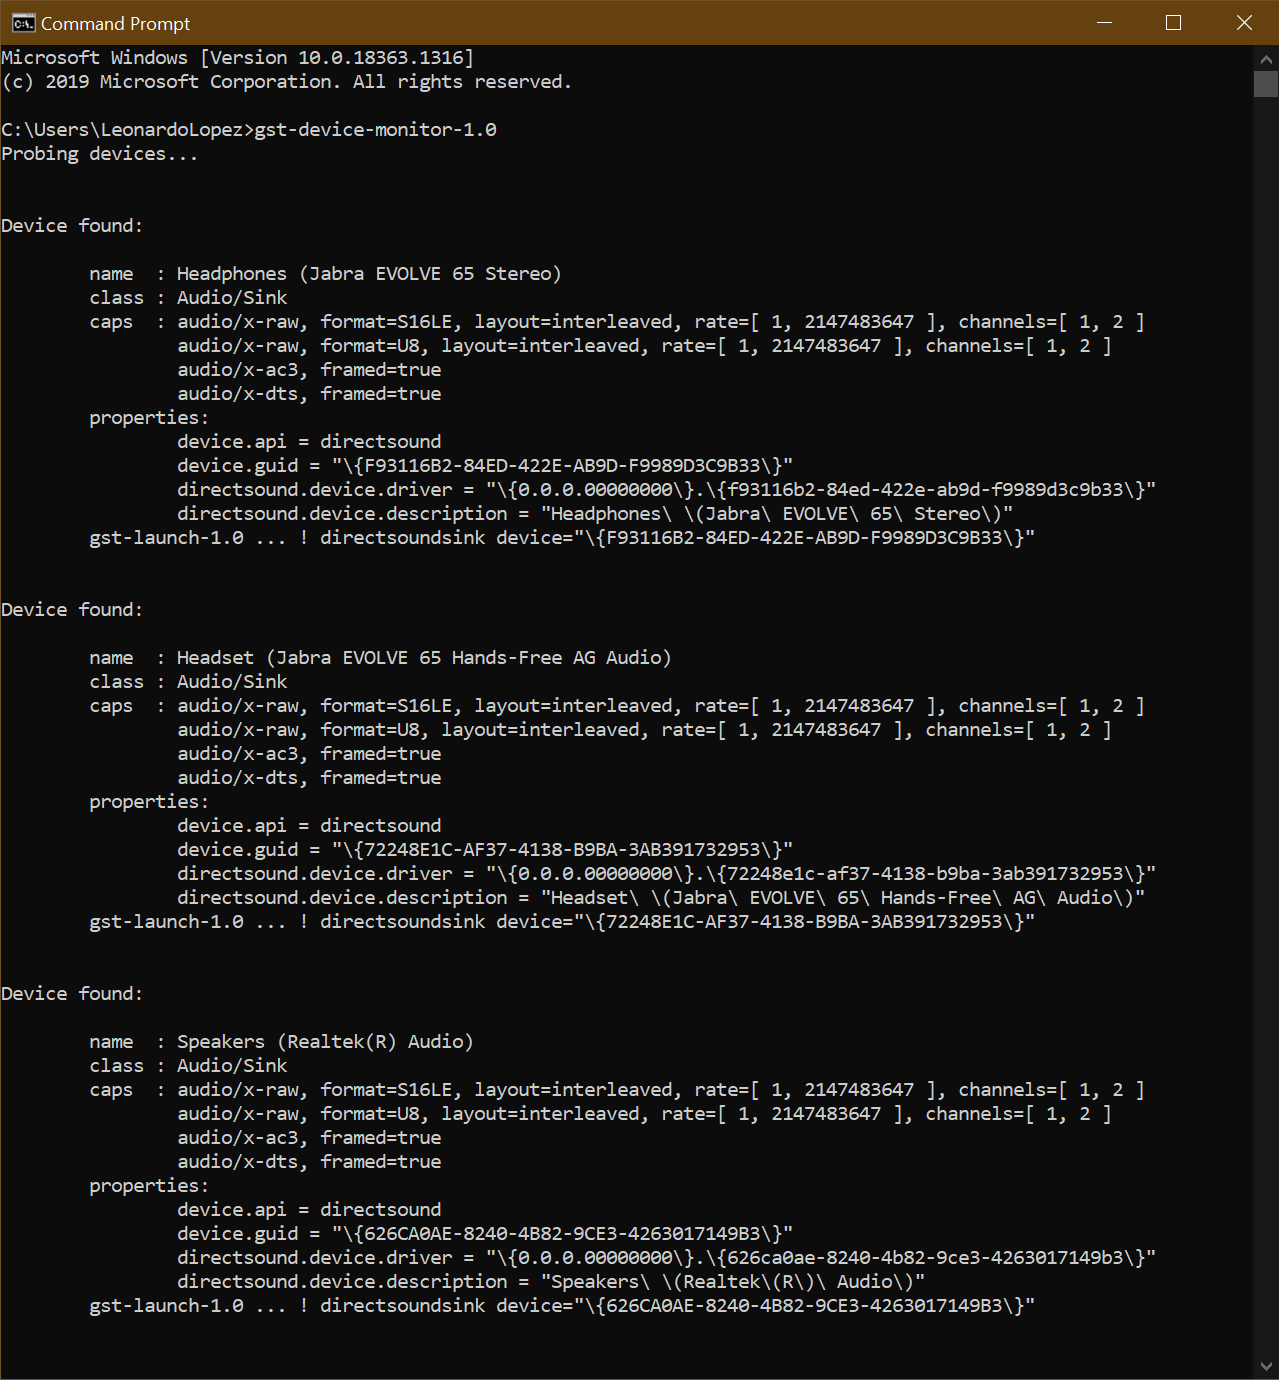 Command Prompt
Microsoft Windows [Version 10.0.18363.1316]
(c) 2019 Microsoft Corporation. All rights reserved.
C:\Users\LeonardoLopez>gst-device-monitor-1.0
Probing devices...
Device found:
name  : Headphones (Jabra EVOLVE 65 Stereo)
class : Audio/Sink
caps  : audio/x-raw, format=S16LE, layout=interleaved, rate=[ 1, 2147483647 ], channels=[ 1, 2 ]
audio/x-raw, format=U8, layout=interleaved, rate=[ 1, 2147483647 ], channels=[ 1, 2 ]
audio/x-ac3, framed=true
audio/x-dts, framed=true
properties:
device.api = directsound
device.guid = "\{F93116B2-84ED-422E-AB9D-F9989D3C9B33\}"
directsound.device.driver = "\{0.0.0.00000000\}.\{f93116b2-84ed-422e-ab9d-f9989d3c9b33\}"
directsound.device.description = "Headphones\ \(Jabra\ EVOLVE\ 65\ Stereo\)"
gst-launch-1.0 ... ! directsoundsink device="\{F93116B2-84ED-422E-AB9D-F9989D3C9B33\}"
Device found:
name  : Headset (Jabra EVOLVE 65 Hands-Free AG Audio)
class : Audio/Sink
caps  : audio/x-raw, format=S16LE, layout=interleaved, rate=[ 1, 2147483647 ], channels=[ 1, 2 ]
audio/x-raw, format=U8, layout=interleaved, rate=[ 1, 2147483647 ], channels=[ 1, 2 ]
audio/x-ac3, framed=true
audio/x-dts, framed=true
properties:
device.api = directsound
device.guid = "\{72248E1C-AF37-4138-B9BA-3AB391732953\}"
directsound.device.driver = "\{0.0.0.00000000\}.\{72248e1c-af37-4138-b9ba-3ab391732953\}"
directsound.device.description = "Headset\ \(Jabra\ EVOLVE\ 65\ Hands-Free\ AG\ Audio\)"
gst-launch-1.0 ... ! directsoundsink device="\{72248E1C-AF37-4138-B9BA-3AB391732953\}"
Device found:
name  : Speakers (Realtek(R) Audio)
class : Audio/Sink
caps  : audio/x-raw, format=S16LE, layout=interleaved, rate=[ 1, 2147483647 ], channels=[ 1, 2 ]
audio/x-raw, format=U8, layout=interleaved, rate=[ 1, 2147483647 ], channels=[ 1, 2 ]
audio/x-ac3, framed=true
audio/x-dts, framed=true
properties:
device.api = directsound
device.guid = "\{626CA0AE-8240-4B82-9CE3-4263017149B3\}"
directsound.device.driver = "\{0.0.0.00000000\}.\{626ca0ae-8240-4b82-9ce3-4263017149b3\}"
directsound.device.description = "Speakers\ \(Realtek\(R\)\ Audio\)"
gst-launch-1.0 ... ! directsoundsink device="\{626CA0AE-8240-4B82-9CE3-4263017149B3\}"